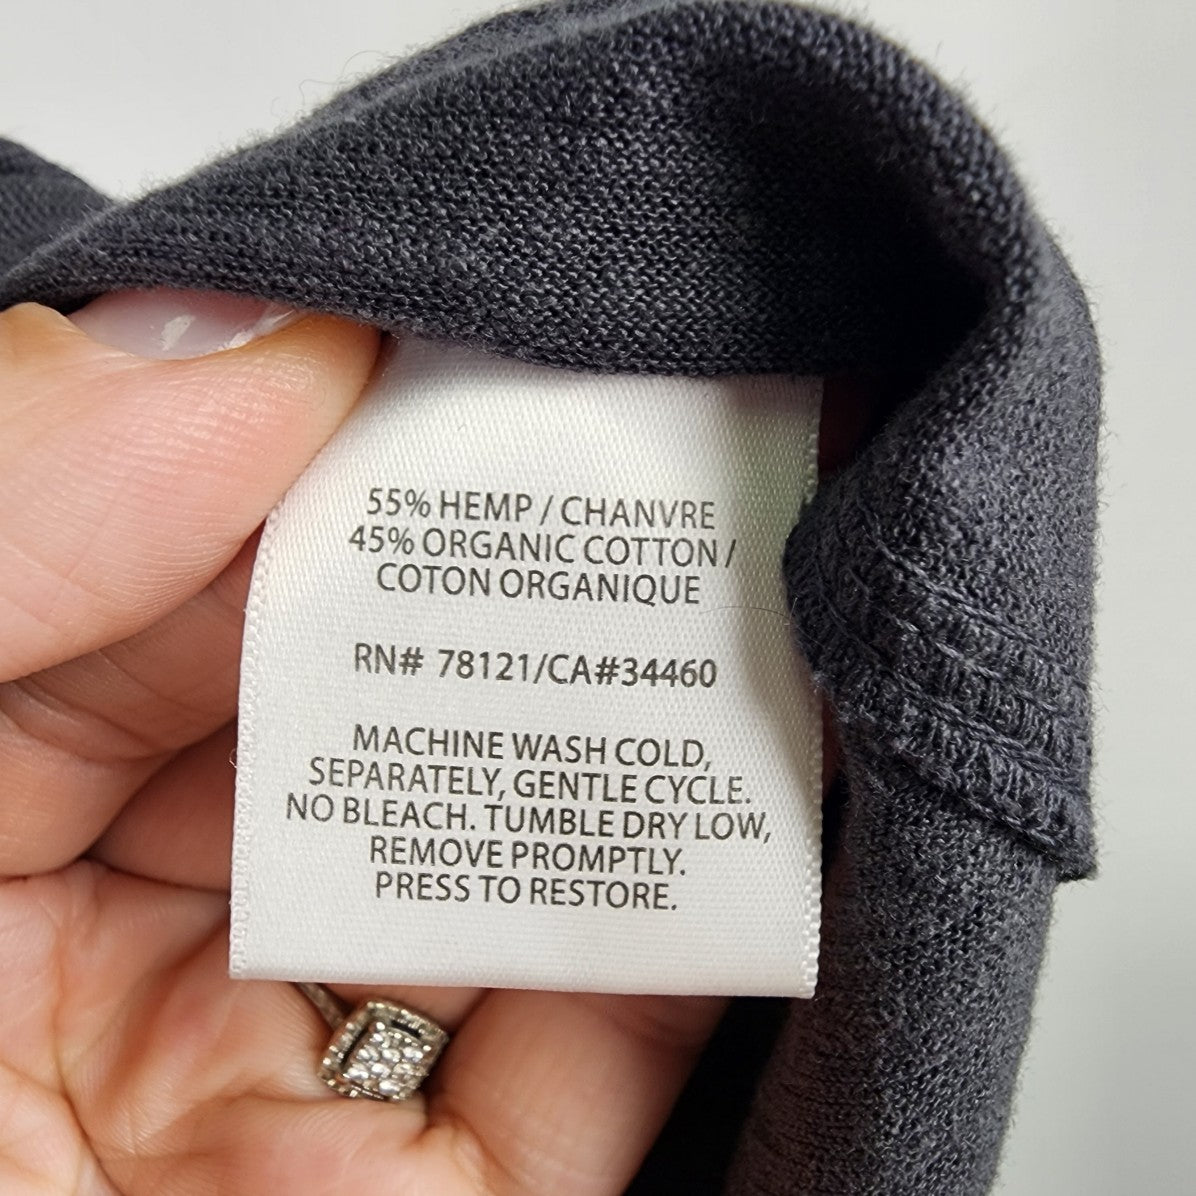 55% HEMP / CHANVRE
45% ORGANIC COTTON /
COTON ORGANIQUE
RN# 78121/CA#34460
MACHINE WASH COLD,
SEPARATELY, GENTLE CYCLE.
NO BLEACH. TUMBLE DRY LOW,
REMOVE PROMPTLY.
PRESS TO RESTORE.